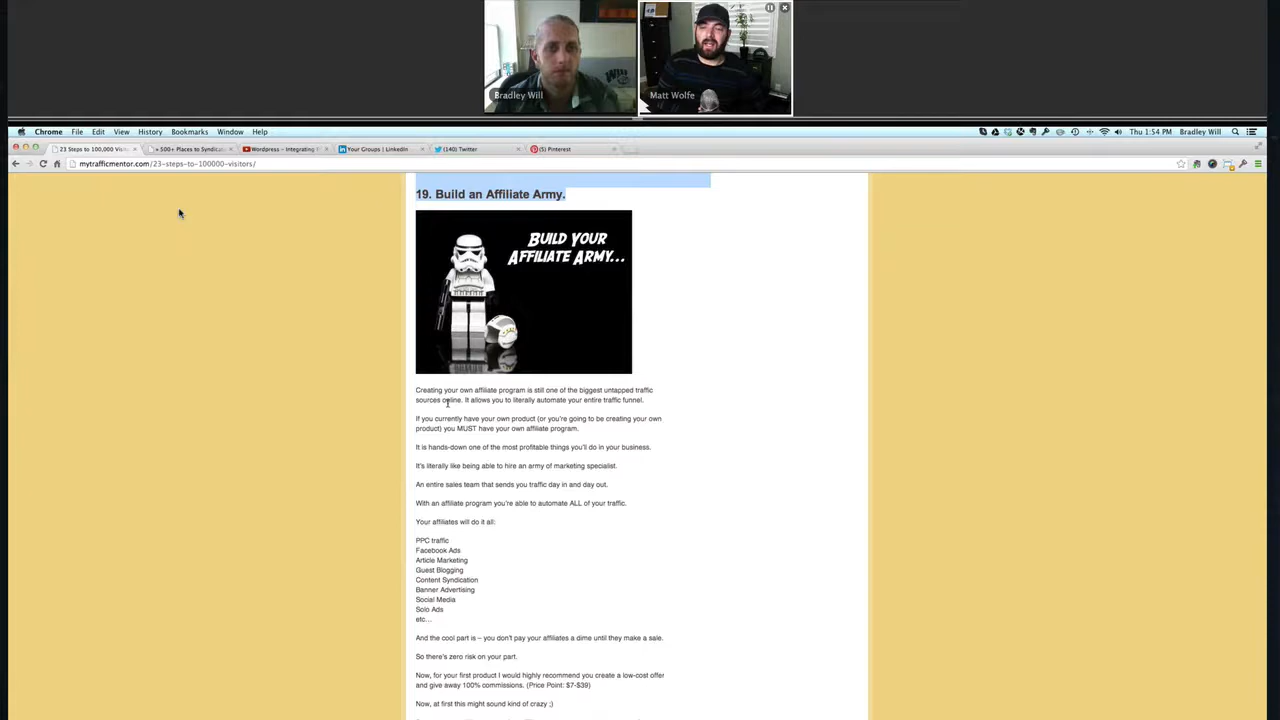 Bradley Will
Matt Wolfe
Chrome File Edit View History Bookmarks Window Help
Thu 1:54 PM Bradley Will
23 Steps to 100,000 Visito
» 500+ Places to Syndicat
Wordpress – Integrating
Your Groups | LinkedIn
(140) Twitter
(5) Pinterest
mytrafficmentor.com/23-steps-to-100000-visitors/
19. Build an Affiliate Army.
BUILD YOUR
AFFILIATE ARMY...
Creating your own affiliate program is still one of the biggest untapped traffic
sources online. It allows you to literally automate your entire traffic funnel.
If you currently have your own product (or you're going to be creating your own
product) you MUST have your own affiliate program.
It is hands-down one of the most profitable things you'll do in your business.
It's literally like being able to hire an army of marketing specialist.
An entire sales team that sends you traffic day in and day out.
With an affiliate program you're able to automate ALL of your traffic.
Your affiliates will do it all:
PPC traffic
Facebook Ads
Article Marketing
Guest Blogging
Content Syndication
Banner Advertising
Social Media
Solo Ads
etc...
And the cool part is – you don't pay your affiliates a dime until they make a sale.
So there's zero risk on your part.
Now, for your first product I would highly recommend you create a low-cost offer
and give away 100% commissions. (Price Point: $7-$39)
Now, at first this might sound kind of crazy ;)